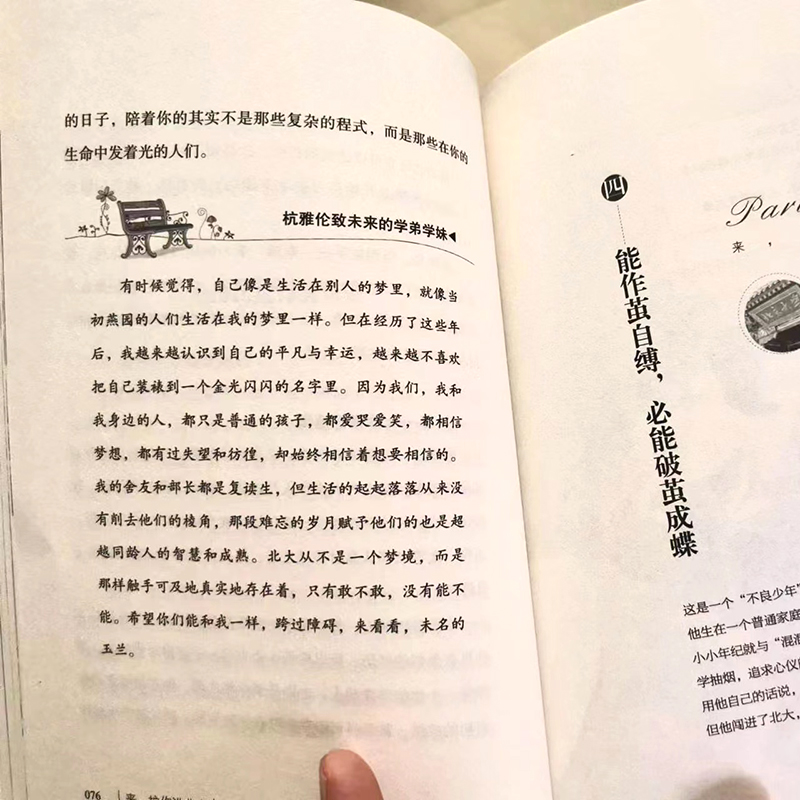 的日子，陪着你的其实不是那些复杂的程式，而是那些在你的
生命中发着光的人们。
杭雅伦致未来的学弟学妹
有时候觉得，自己像是生活在别人的梦里，就像当
初燕园的人们生活在我的梦里一样。但在经历了这些年
后，我越来越认识到自己的平凡与幸运，越来越不喜欢
把自己装裱到一个金光闪闪的名字里。因为我们，我和
我身边的人，都只是普通的孩子，都爱哭爱笑，都相信
梦想，都有过失望和彷徨，却始终相信着想要相信的。
我的舍友和部长都是复读生，但生活的起起落落从来没
有削去他们的棱角，那段难忘的岁月赋予他们的也是超
越同龄人的智慧和成熟。北大从不是一个梦境，而是
那样触手可及地真实地存在着，只有敢不敢，没有能不
能。希望你们能和我一样，跨过障碍，来看看，未名的
玉兰。
076
四
能作茧自缚，必能破茧成蝶
Par
来，
这是一个“不良少年”
他生在一个普通家庭
小小年纪就与“混
学抽烟，追求心仪
用他自己的话说，
但他闯进了北大，